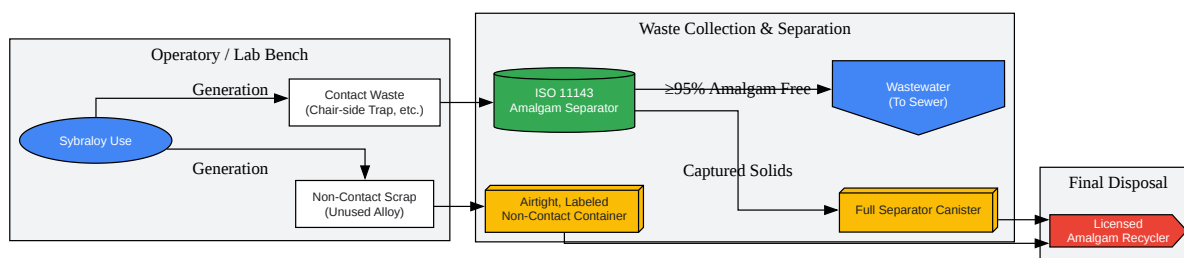 Operatory / Lab Bench
Generation
Contact Waste
(Chair-side Trap, etc.)
Sybraloy Use
Generation
Non-Contact Scrap
(Unused Alloy)
Waste Collection & Separation
ISO 11143
Amalgam Separator
≥95% Amalgam Free
Wastewater
(To Sewer)
Captured Solids
Airtight, Labeled
Non-Contact Container
Full Separator Canister
Final Disposal
Licensed
Amalgam Recycler